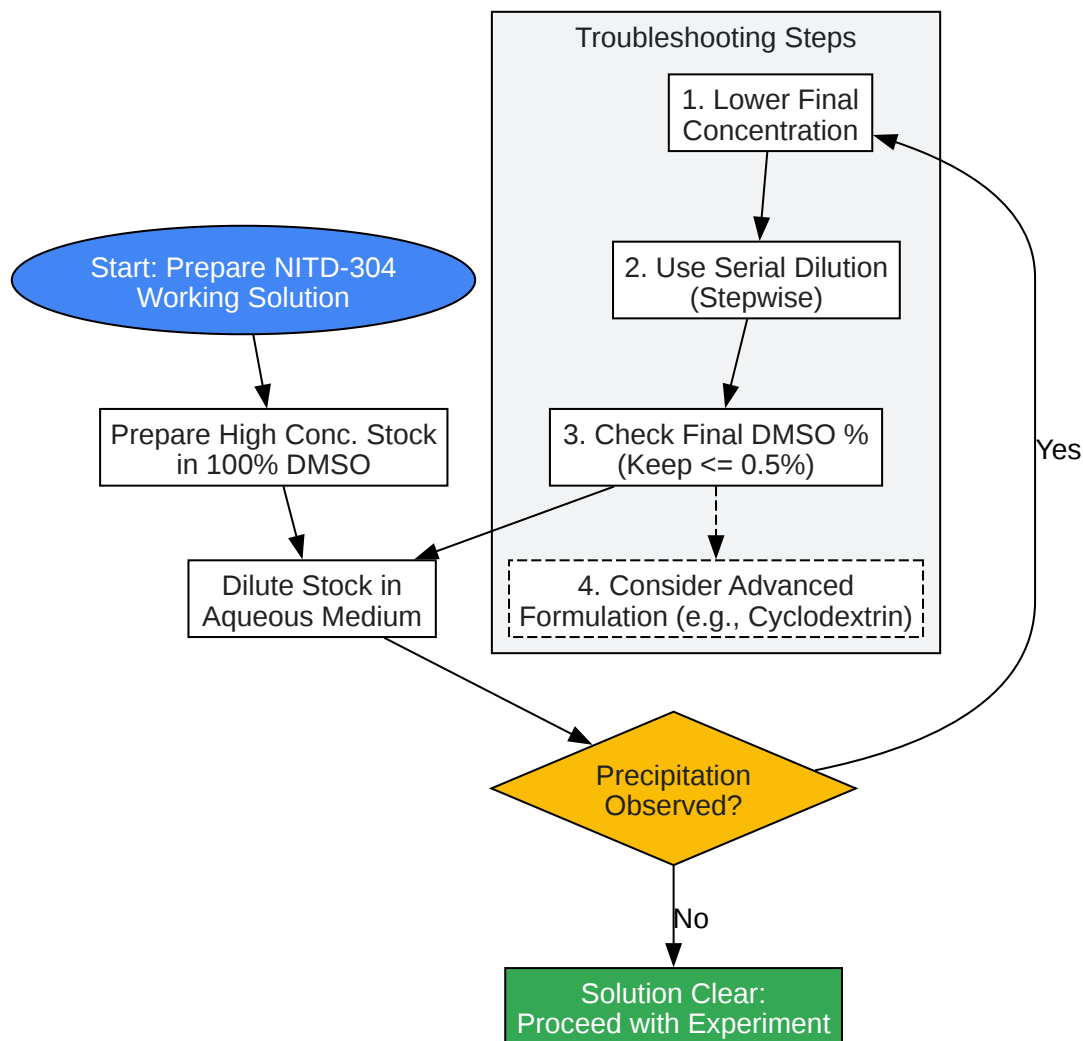 Troubleshooting Steps
1. Lower Final
Concentration
2. Use Serial Dilution
(Stepwise)
Start: Prepare NITD-304
Working Solution
Prepare High Conc. Stock
in 100% DMSO
3. Check Final DMSO %
(Keep <= 0.5%)
Yes
Dilute Stock in
Aqueous Medium
4. Consider Advanced
Formulation (e.g., Cyclodextrin)
Precipitation
Observed?
No
Solution Clear:
Proceed with Experiment